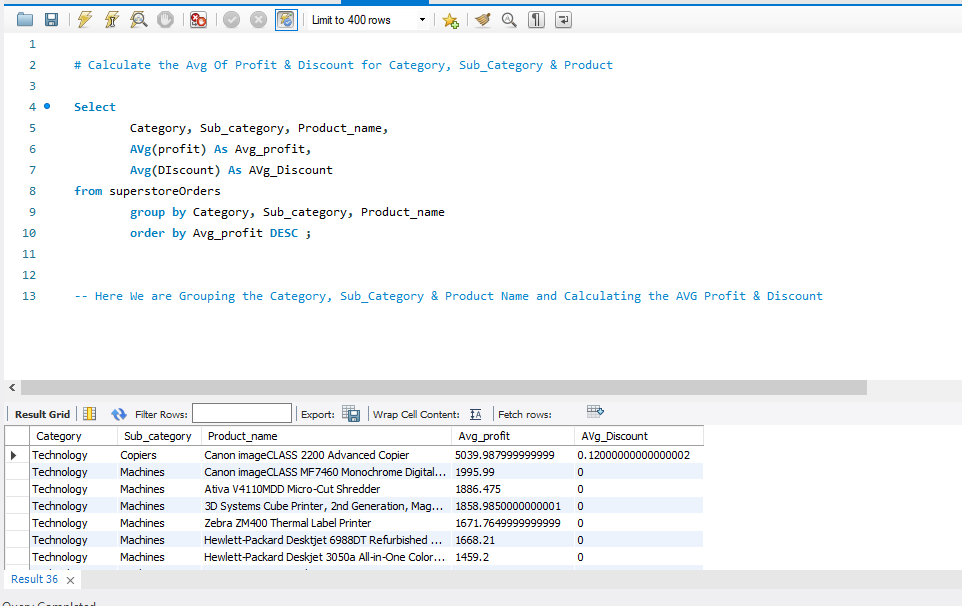 Limit to 400 rows
1
2 # Calculate the Avg Of Profit & Discount for Category, Sub_Category & Product
3
4 Select
5 Category, Sub_category, Product_name,
6 AVg(profit) As Avg_profit,
7 Avg(DIscount) As AVg_Discount
8 from superstoreOrders
9 group by Category, Sub_category, Product_name
10 order by Avg_profit DESC ;
11
12
13 -- Here We are Grouping the Category, Sub_Category & Product Name and Calculating the AVG Profit & Discount
Result Grid Filter Rows: Export: Wrap Cell Content: IA Fetch rows:
Category Sub_category Product_name Avg_profit AVg_Discount
Technology Copiers Canon imageCLASS 2200 Advanced Copier 5039.987999999999 0.12000000000000002
Technology Machines Canon imageCLASS MF7460 Monochrome Digital... 1995.99 0
Technology Machines Ativa V4110MDD Micro-Cut Shredder 1886.475 0
Technology Machines 3D Systems Cube Printer, 2nd Generation, Mag... 1858.9850000000001 0
Technology Machines Zebra ZM400 Thermal Label Printer 1671.7649999999999 0
Technology Machines Hewlett-Packard Desktjet 6988DT Refurbished ... 1668.21 0
Technology Machines Hewlett-Packard Deskjet 3050a All-in-One Color... 1459.2 0
Result 36
Query Completed